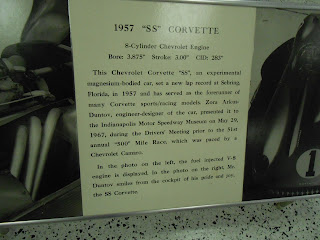 1957 "SS" CORVETTE
8-Cylinder Chevrolet Engine
Bore: 3.875" Stroke: 3.00" CID: 283"
This Chevrolet Corvette "SS", an experimental
magnesium-bodied car, set a new lap record at Sebring,
Florida, in 1957 and has served as the forerunner of
many Corvette sports/racing models. Zora Arkus
Duntov, engineer-designer of the car, presented it to
the Indianapolis Motor Speedway Museum on May 29,
1967, during the Drivers' Meeting prior to the 51st
annual "500" Mile Race, which was paced by a
Chevrolet Camaro.
In the photo on the left, the fuel injected V-8
engine is displayed. In the photo on the right, Mr.
Duntov smiles from the cockpit of his pride and joy,
the SS Corvette.
1